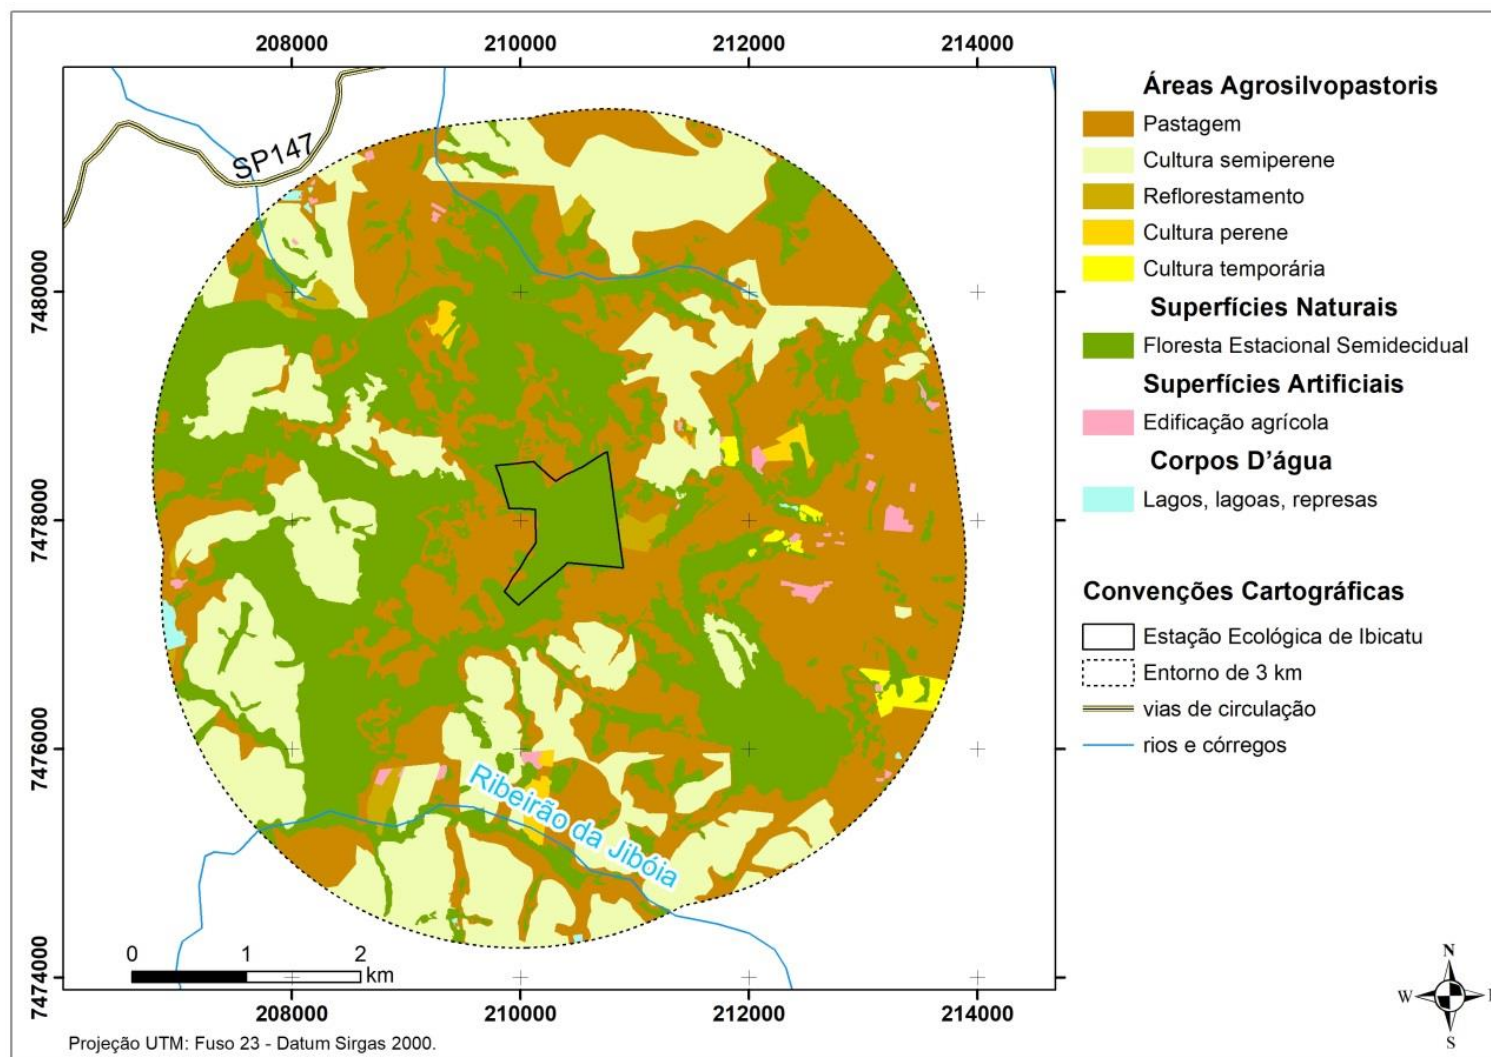 208000 210000 212000 214000
SP147
7480000
7478000
7476000
7474000
Ribeirão da Jibóia
0 1 2
km
208000 210000 212000 214000
Projeção UTM: Fuso 23 - Datum Sirgas 2000.
Áreas Agrosilvopastoris
Pastagem
Cultura semiperene
Reflorestamento
Cultura perene
Cultura temporária
Superfícies Naturais
Floresta Estacional Semidecidual
Superfícies Artificiais
Edificação agrícola
Corpos D'água
Lagos, lagoas, represas
Convenções Cartográficas
Estação Ecológica de Ibicatu
Entorno de 3 km
vias de circulação
rios e córregos
N
W
S